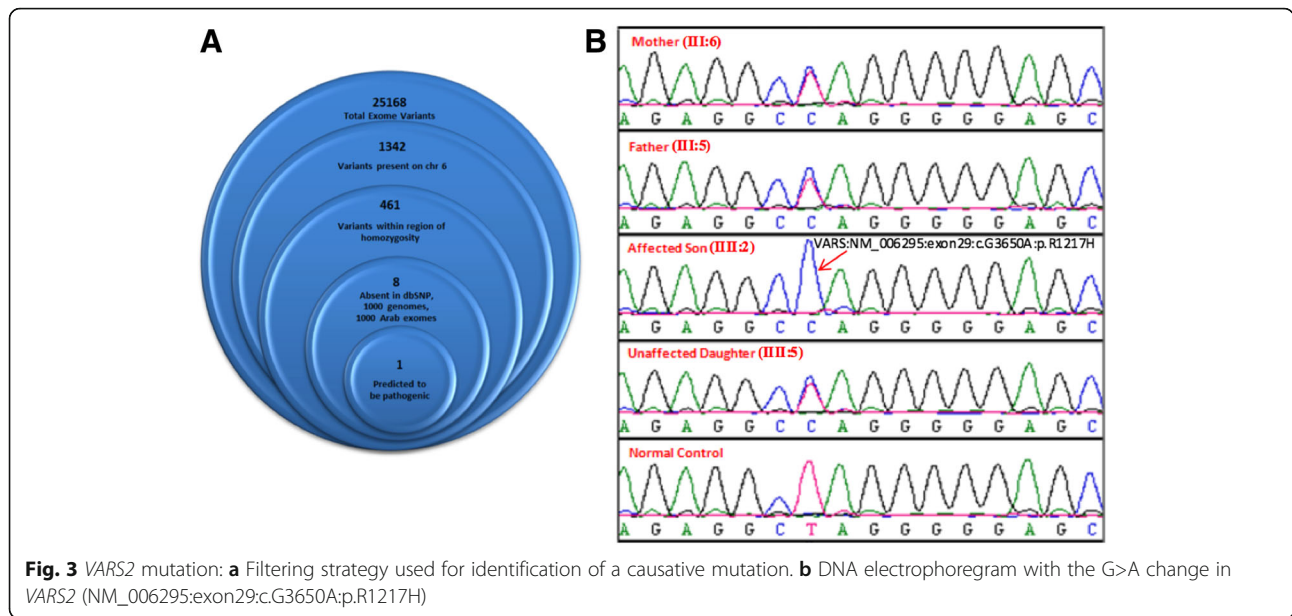 A
25168
Total Exome Variants
1342
Variants present on chr 6
461
Variants within region of
homozygosity
8
Absent in dbSNP,
1000 genomes,
1000 Arab exomes
1
Predicted to
be pathogenic
B
Mother (III:6)
A G A G G C C A G G G G G A G C
Father (III:5)
A G A G G C C A G G G G G A G C
Affected Son (IIII:2)
VARS:NM_006295:exon29:c.G3650A:p.R1217H
A G A G G C C A G G G G G A G C
Unaffected Daughter (IIII:5)
A G A G G C C A G G G G G A G C
Normal Control
A G A G G C T A G G G G G A G C
Fig. 3 VARS2 mutation: a Filtering strategy used for identification of a causative mutation. b DNA electrophoregram with the G>A change in
VARS2 (NM_006295:exon29:c.G3650A:p.R1217H)